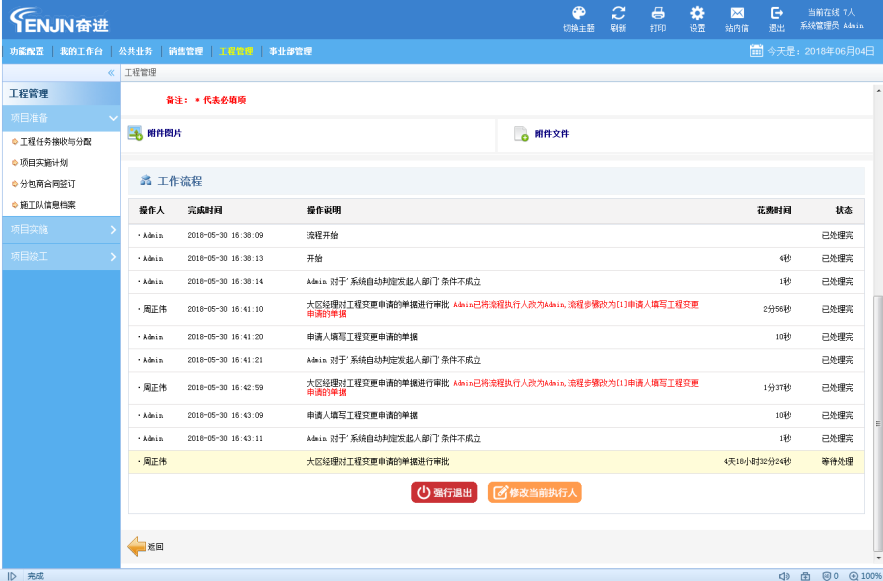 FENJIN奋进
切换主题 刷新 打印 设置 站内信 退出
当前在线 7人
系统管理员 Admin
功能配置 我的工作台 公共业务 销售管理 工程管理 事业部管理
今天是：2018年06月04日
工程管理
工程管理
项目准备
工程任务接收与分配
项目实施计划
分包商合同签订
施工队信息档案
项目实施
项目竣工
备注： * 代表必填项
附件图片 附件文件
工作流程
操作人 完成时间 操作说明 花费时间 状态
·Admin 2018-05-30 16:38:09 流程开始 已处理完
·Admin 2018-05-30 16:38:13 开始 4秒 已处理完
·Admin 2018-05-30 16:38:14 Admin 对于'系统自动判定发起人部门'条件不成立 1秒 已处理完
·周正伟 2018-05-30 16:41:10 大区经理对工程变更申请的单据进行审批 Admin已将流程执行人改为Admin,流程步骤改为[1]申请人填写工程变更 2分56秒 已处理完
申请的单据
·Admin 2018-05-30 16:41:20 申请人填写工程变更申请的单据 10秒 已处理完
·Admin 2018-05-30 16:41:21 Admin 对于'系统自动判定发起人部门'条件不成立 已处理完
·周正伟 2018-05-30 16:42:59 大区经理对工程变更申请的单据进行审批 Admin已将流程执行人改为Admin,流程步骤改为[1]申请人填写工程变更 1分37秒 已处理完
申请的单据
·Admin 2018-05-30 16:43:09 申请人填写工程变更申请的单据 10秒 已处理完
·Admin 2018-05-30 16:43:11 Admin 对于'系统自动判定发起人部门'条件不成立 1秒 已处理完
·周正伟 大区经理对工程变更申请的单据进行审批 4天18小时32分24秒 等待处理
强行退出 修改当前执行人
返回
完成 0 100%